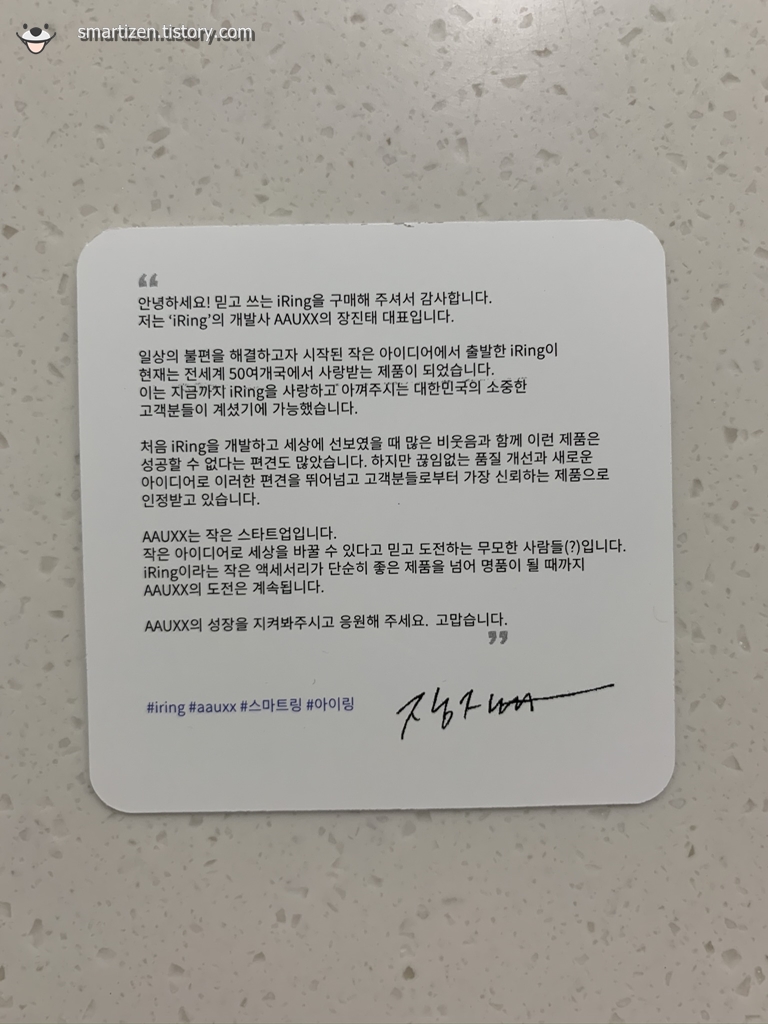 smartizen.tistory.com
“
안녕하세요! 믿고 쓰는 iRing을 구매해 주셔서 감사합니다.
저는 ‘iRing’의 개발사 AAUXX의 장진태 대표입니다.
일상의 불편을 해결하고자 시작된 작은 아이디어에서 출발한 iRing이
현재는 전세계 50여개국에서 사랑받는 제품이 되었습니다.
이는 지금까지 iRing을 사랑하고 아껴주시는 대한민국의 소중한
고객분들이 계셨기에 가능했습니다.
처음 iRing을 개발하고 세상에 선보였을 때 많은 비웃음과 함께 이런 제품은
성공할 수 없다는 편견도 많았습니다. 하지만 끊임없는 품질 개선과 새로운
아이디어로 이러한 편견을 뛰어넘고 고객분들로부터 가장 신뢰하는 제품으로
인정받고 있습니다.
AAUXX는 작은 스타트업입니다.
작은 아이디어로 세상을 바꿀 수 있다고 믿고 도전하는 무모한 사람들(?)입니다.
iRing이라는 작은 액세서리가 단순히 좋은 제품을 넘어 명품이 될 때까지
AAUXX의 도전은 계속됩니다.
AAUXX의 성장을 지켜봐주시고 응원해 주세요. 고맙습니다.
”
#iring #aauxx #스마트링 #아이링